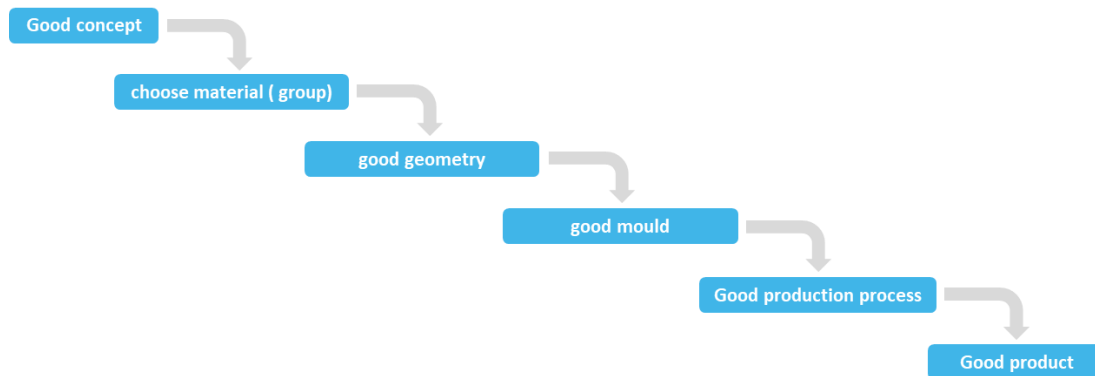 Good concept
choose material ( group)
good geometry
good mould
Good production process
Good product